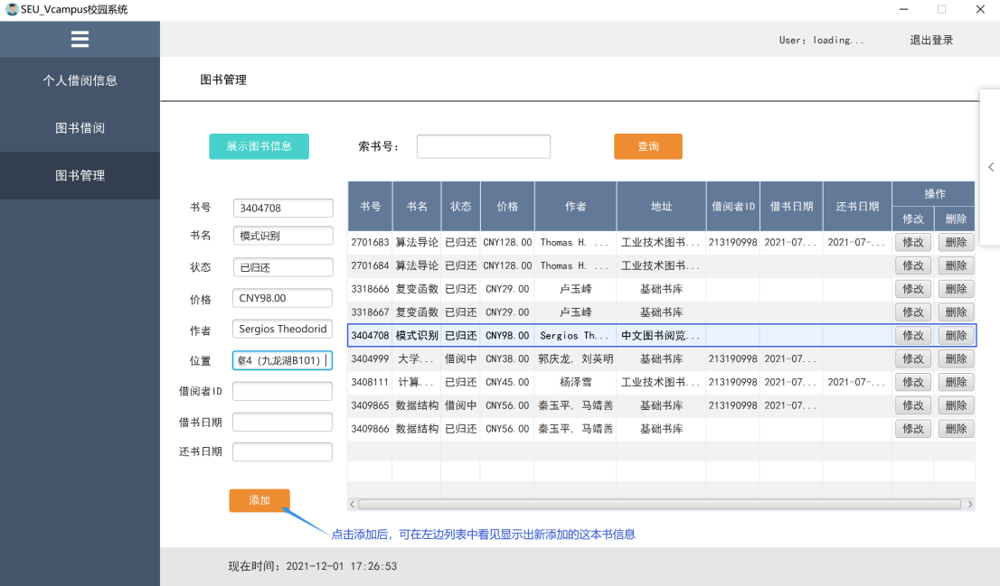 SEU_Vcampus校园系统
User: loading... 退出登录
个人借阅信息
图书借阅
图书管理
图书管理
展示图书信息 索书号： 查询
书号 3404708
书名 模式识别
状态 已归还
价格 CNY98.00
作者 Sergios Theodorid
位置 4（九龙湖B101）
借阅者ID
借书日期
还书日期
添加
书号 书名 状态 价格 作者 地址 借阅者ID 借书日期 还书日期 操作
修改 删除
2701683 算法导论 已归还 CNY128.00 Thomas H. ... 工业技术图书... 213190998 2021-07... 2021-07-... 修改 删除
2701684 算法导论 已归还 CNY128.00 Thomas H. ... 工业技术图书... 修改 删除
3318666 复变函数 已归还 CNY29.00 卢玉峰 基础书库 修改 删除
3318667 复变函数 已归还 CNY29.00 卢玉峰 基础书库 修改 删除
3404708 模式识别 已归还 CNY98.00 Sergios Th... 中文图书阅览... 修改 删除
3404999 大学... 借阅中 CNY38.00 郭庆龙, 刘英明 基础书库 213190998 2021-07... 修改 删除
3408111 计算... 已归还 CNY45.00 杨泽雪 工业技术图书... 213190998 2021-07... 2021-07-... 修改 删除
3409865 数据结构 借阅中 CNY56.00 秦玉平, 马靖善 基础书库 213190998 2021-07... 修改 删除
3409866 数据结构 已归还 CNY56.00 秦玉平, 马靖善 基础书库 修改 删除
点击添加后，可在左边列表中看见显示出新添加的这本书信息
现在时间：2021-12-01 17:26:53